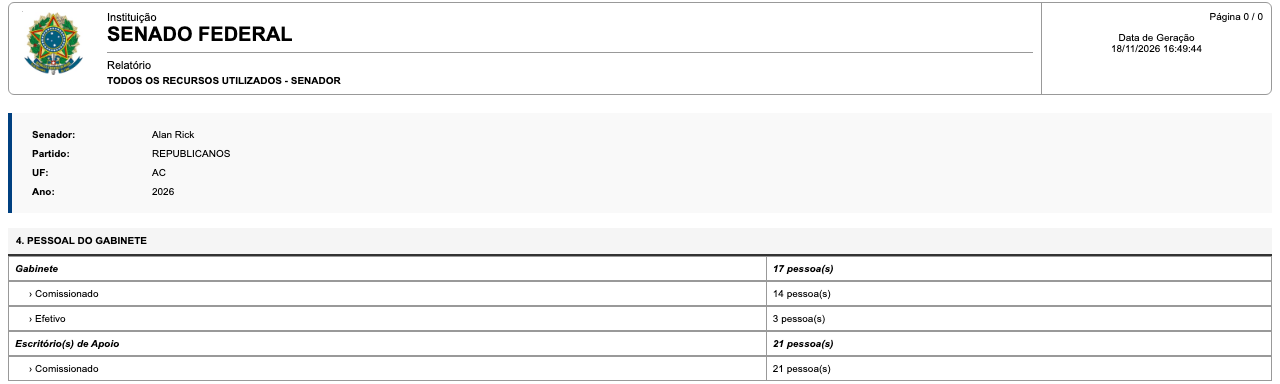 Instituição
SENADO FEDERAL
Relatório
TODOS OS RECURSOS UTILIZADOS - SENADOR
Página 0 / 0
Data de Geração
18/11/2026 16:49:44
Senador: Alan Rick
Partido: REPUBLICANOS
UF: AC
Ano: 2026
4. PESSOAL DO GABINETE
Gabinete 17 pessoa(s)
› Comissionado 14 pessoa(s)
› Efetivo 3 pessoa(s)
Escritório(s) de Apoio 21 pessoa(s)
› Comissionado 21 pessoa(s)